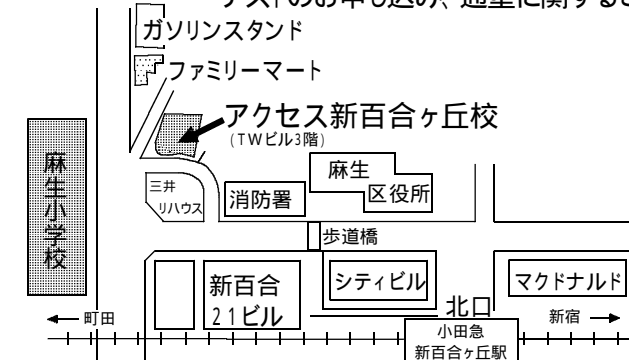 テストのお申し込み、通塾に関するお
ガソリンスタンド
ファミリーマート
アクセス新百合ヶ丘校
(TWビル3階)
麻生小学校
三井
リハウス
消防署
麻生
区役所
歩道橋
新百合
21ビル
シティビル
マクドナルド
北口
町田
新宿
小田急
新百合ヶ丘駅